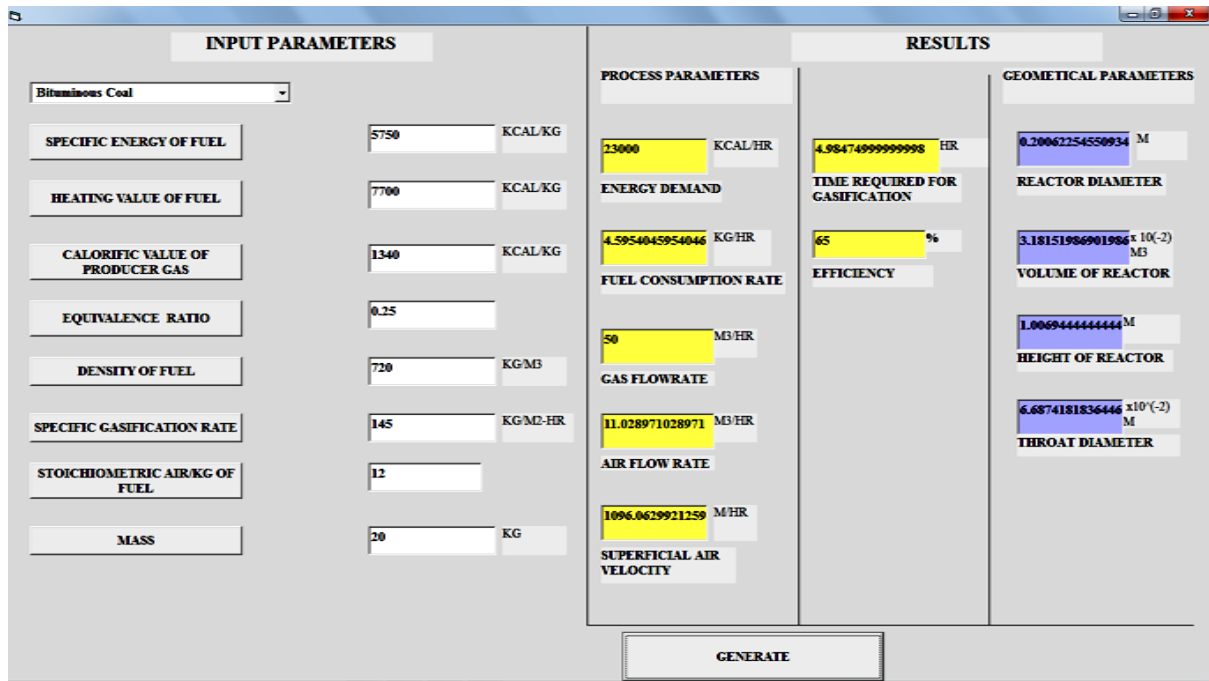 INPUT PARAMETERS
Bituminous Coal
SPECIFIC ENERGY OF FUEL
5750
KCAL/KG
HEATING VALUE OF FUEL
7700
KCAL/KG
CALORIFIC VALUE OF
PRODUCER GAS
1340
KCAL/KG
EQUIVALENCE RATIO
0.25
DENSITY OF FUEL
720
KG/M3
SPECIFIC GASIFICATION RATE
145
KG/M2-HR
STOICHIOMETRIC AIR/KG OF
FUEL
12
MASS
20
KG
RESULTS
PROCESS PARAMETERS
23000
KCAL/HR
ENERGY DEMAND
4.5954045954046
KG/HR
FUEL CONSUMPTION RATE
50
M3/HR
GAS FLOWRATE
11.028971028971
M3/HR
AIR FLOW RATE
1096.0629921259
M/HR
SUPERFICIAL AIR
VELOCITY
4.98474999999998
HR
TIME REQUIRED FOR
GASIFICATION
65
%
EFFICIENCY
GEOMETICAL PARAMETERS
0.20062254550934
M
REACTOR DIAMETER
3.18151986901986
x 10(-2)
M3
VOLUME OF REACTOR
1.0069444444444
M
HEIGHT OF REACTOR
6.6874181836446
x10^(-2)
M
THROAT DIAMETER
GENERATE